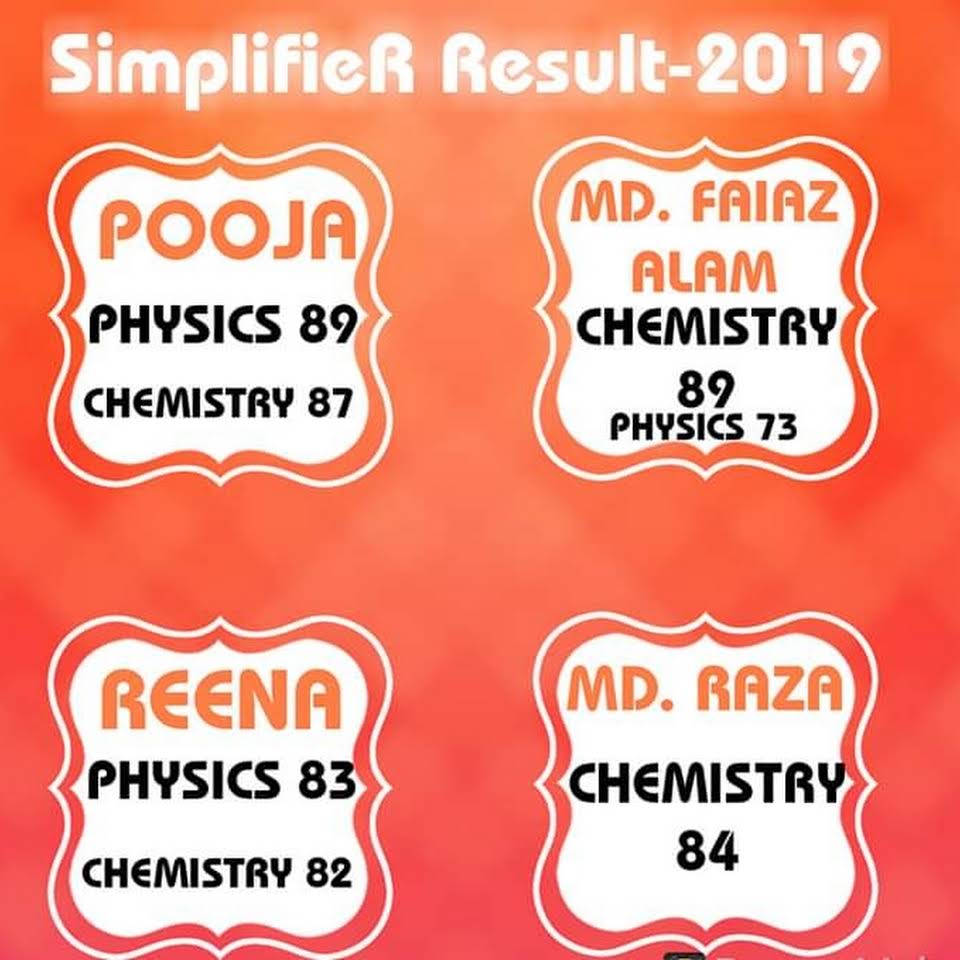 SimplifieR Result-2019
POOJA
PHYSICS 89
CHEMISTRY 87
MD. FAIAZ
ALAM
CHEMISTRY
89
PHYSICS 73
REENA
PHYSICS 83
CHEMISTRY 82
MD. RAZA
CHEMISTRY
84